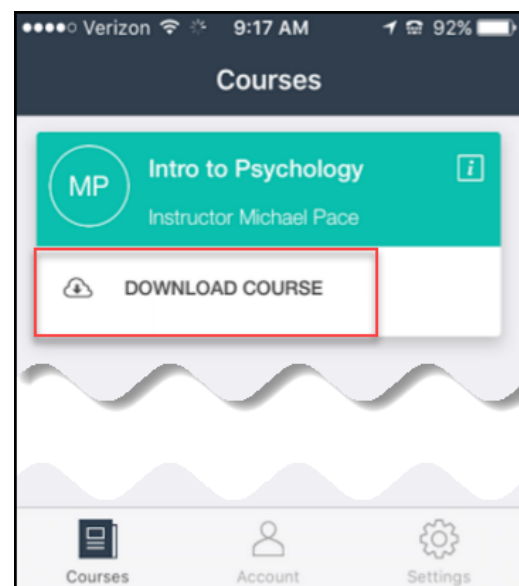 Verizon 9:17 AM 92%
Courses
MP
Intro to Psychology
i
Instructor Michael Pace
DOWNLOAD COURSE
Courses Account Settings